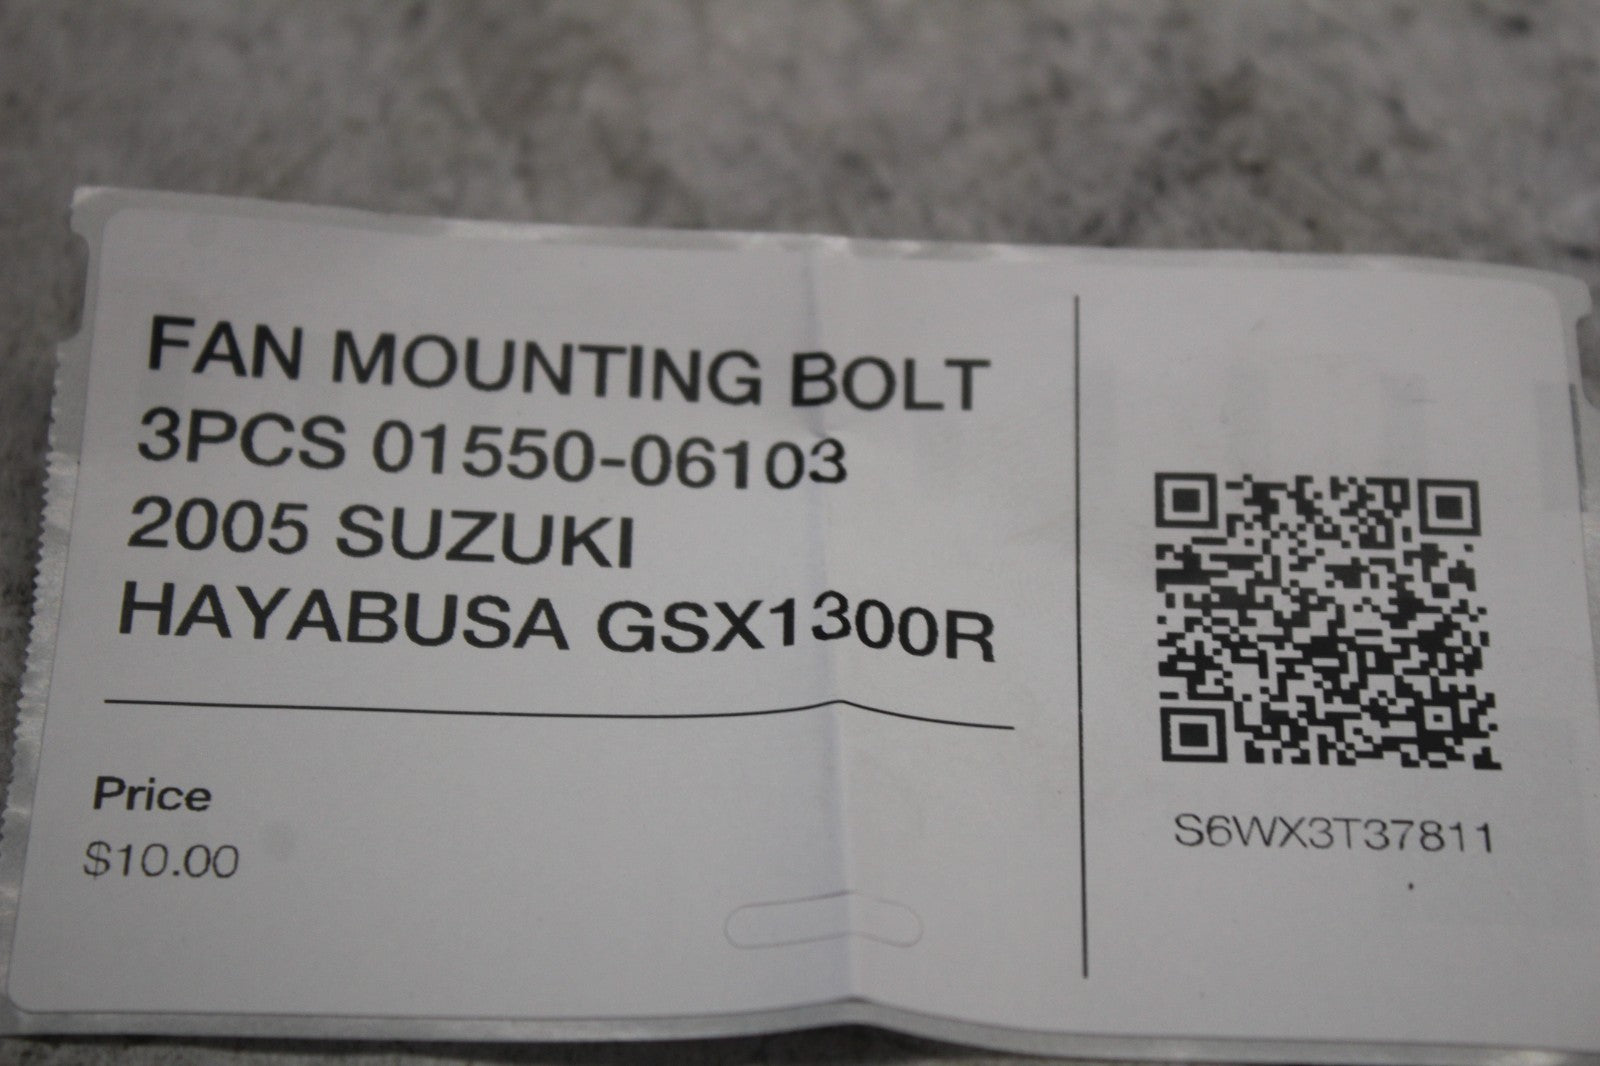 FAN MOUNTING BOLT
3PCS 01550-06103
2005 SUZUKI
HAYABUSA GSX1300R
Price
$10.00
S6WX3T37811